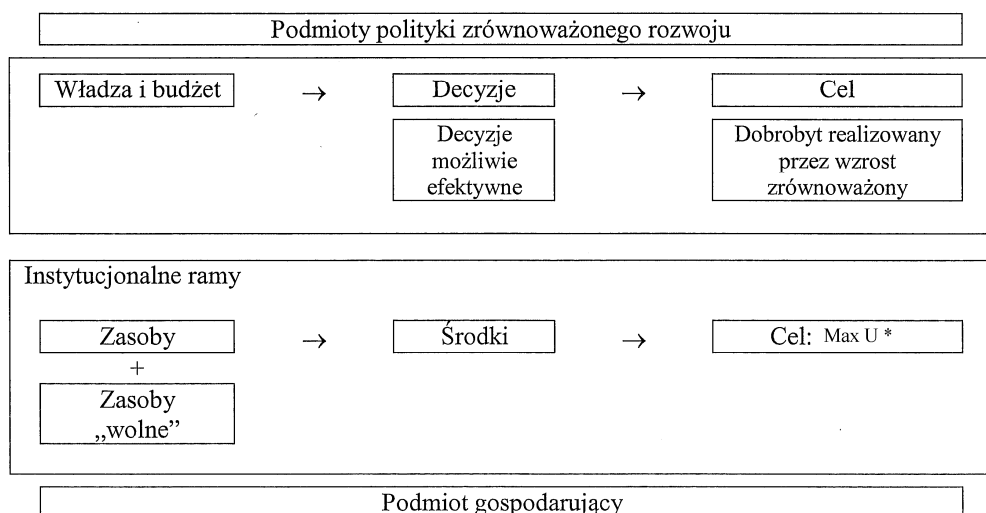 Podmioty polityki zrównoważonego rozwoju
Władza i budżet → Decyzje → Cel
Decyzje
możliwie
efektywne
Dobrobyt realizowany
przez wzrost
zrównoważony
Instytucjonalne ramy
Zasoby → Środki → Cel: Max U *
+
Zasoby
„wolne”
Podmiot gospodarujący